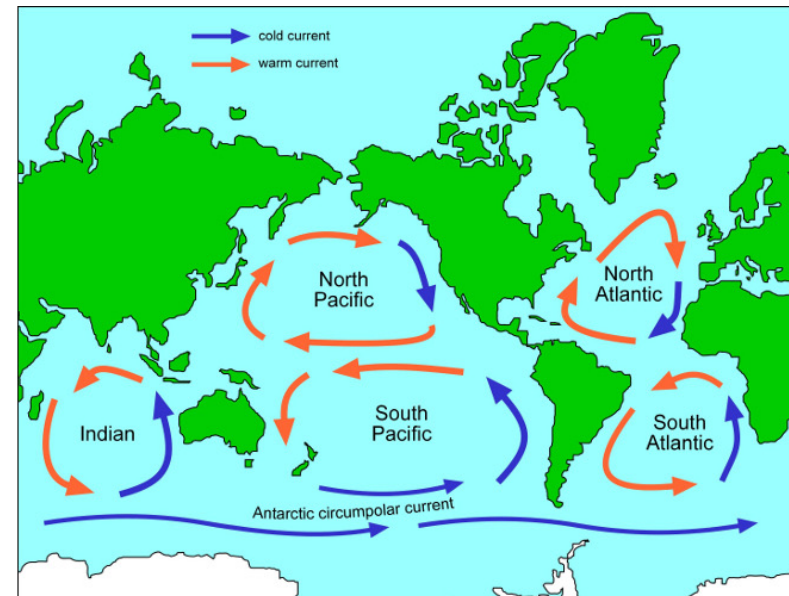 cold current
warm current
North
Pacific
North
Atlantic
Indian
South
Pacific
South
Atlantic
Antarctic circumpolar current